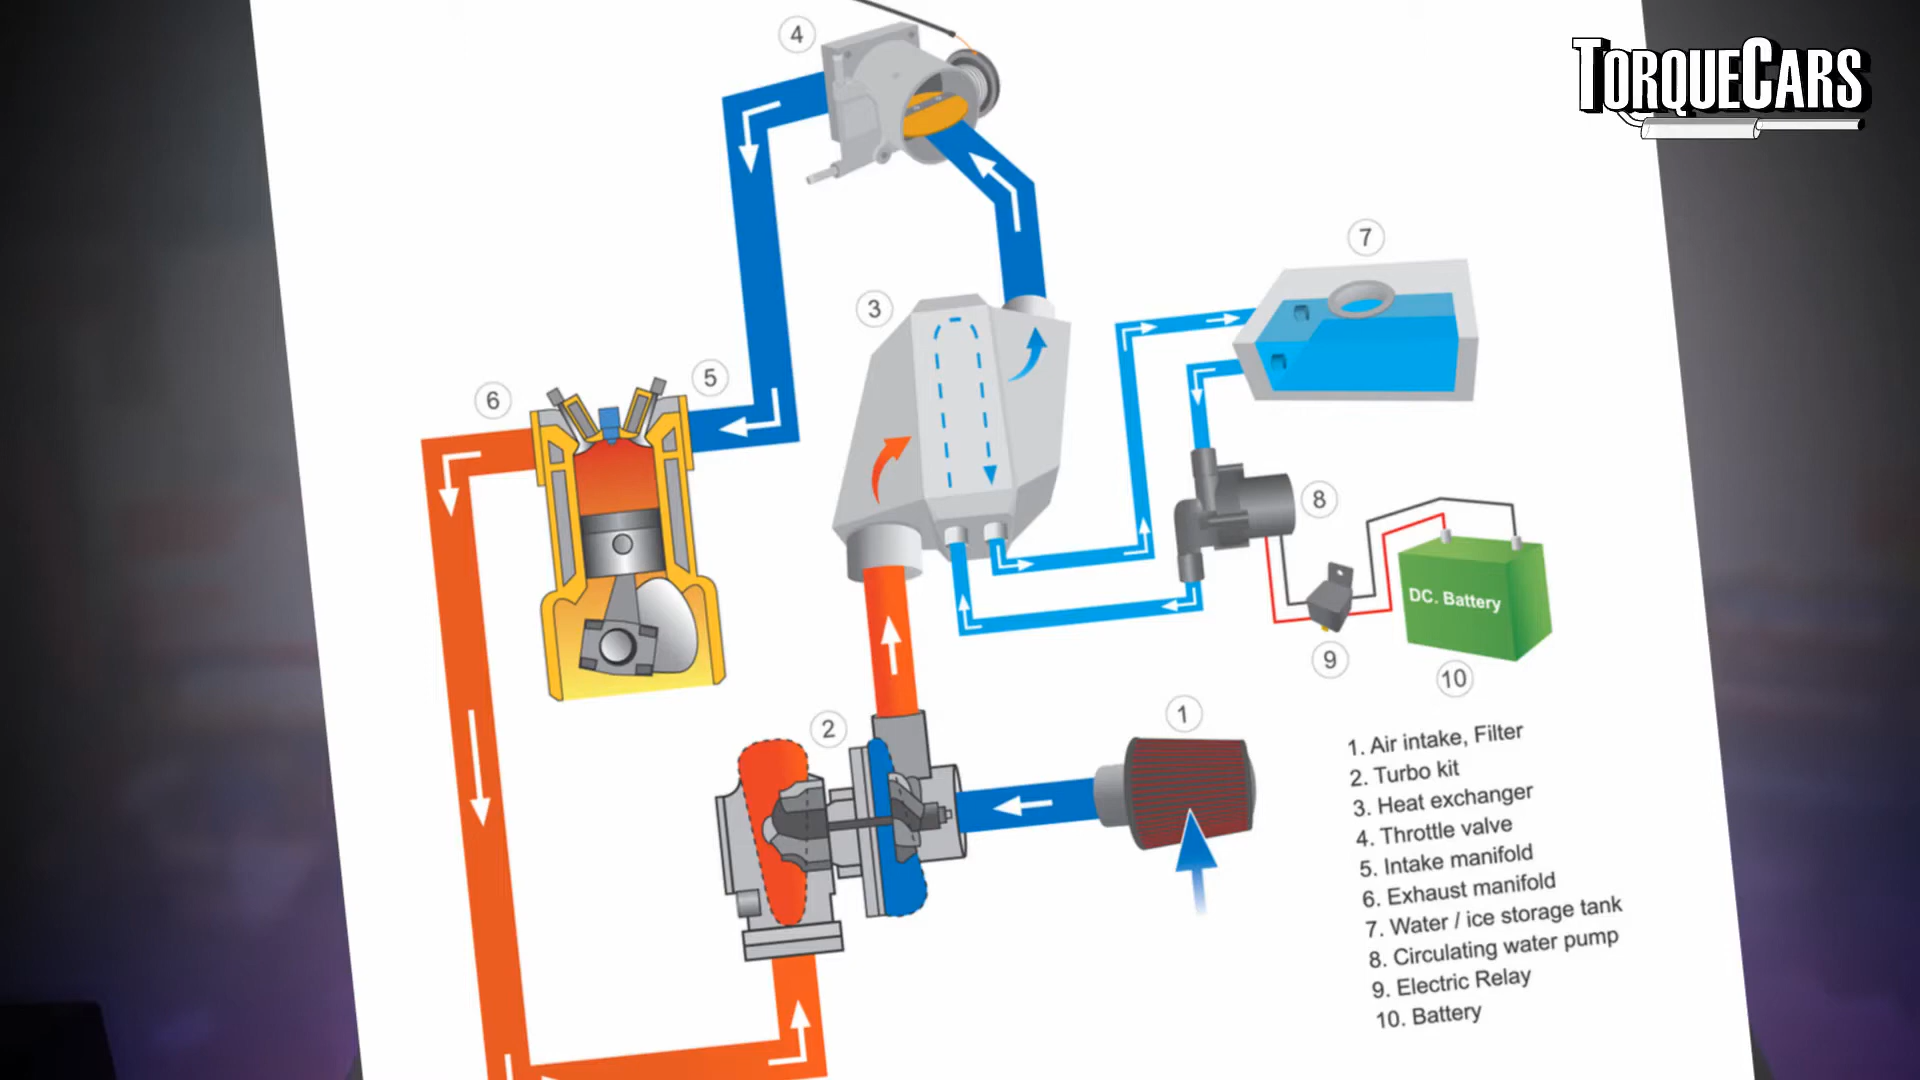 TORQUECARS
4
7
3
5
6
8
DC. Battery
9
10
2
1
1. Air intake, Filter
2. Turbo kit
3. Heat exchanger
4. Throttle valve
5. Intake manifold
6. Exhaust manifold
7. Water / ice storage tank
8. Circulating water pump
9. Electric Relay
10. Battery